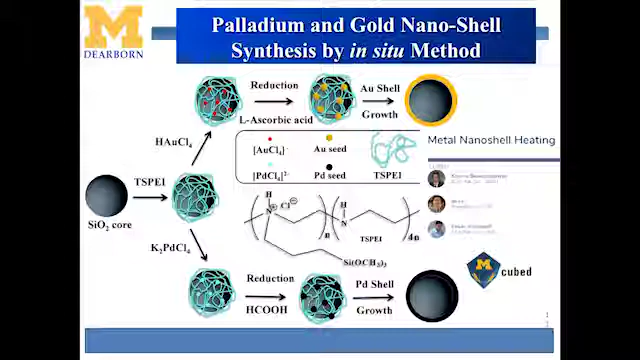 M
DEARBORN
Palladium and Gold Nano-Shell
Synthesis by in situ Method
Reduction
L-Ascorbic acid
Au Shell
Growth
HAuCl₄
[AuCl₄]⁻
Au seed
[PdCl₄]²⁻
Pd seed
TSPEI
Metal Nanoshell Heating
TSPEI
SiO₂ core
K₂PdCl₄
H
N
Cl
n
H
N
4n
TSPEI
Si(OCH₃)₃
Reduction
HCOOH
Pd Shell
Growth
M
cubed